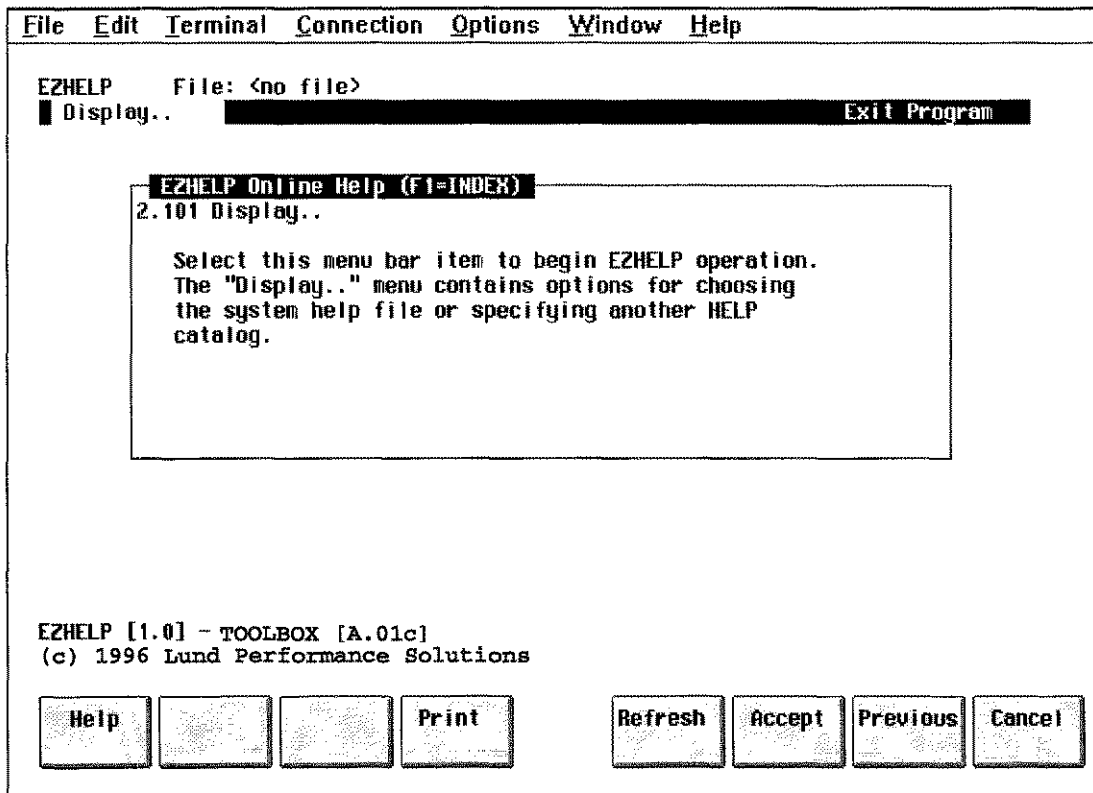 File Edit Terminal Connection Options Window Help
EZHELP File: <no file>
Display.. Exit Program
EZHELP Online Help (F1=INDEX)
2.101 Display..
Select this menu bar item to begin EZHELP operation.
The "Display.." menu contains options for choosing
the system help file or specifying another HELP
catalog.
EZHELP [1.0] - TOOLBOX [A.01c]
(c) 1996 Lund Performance Solutions
Help Print Refresh Accept Previous Cancel